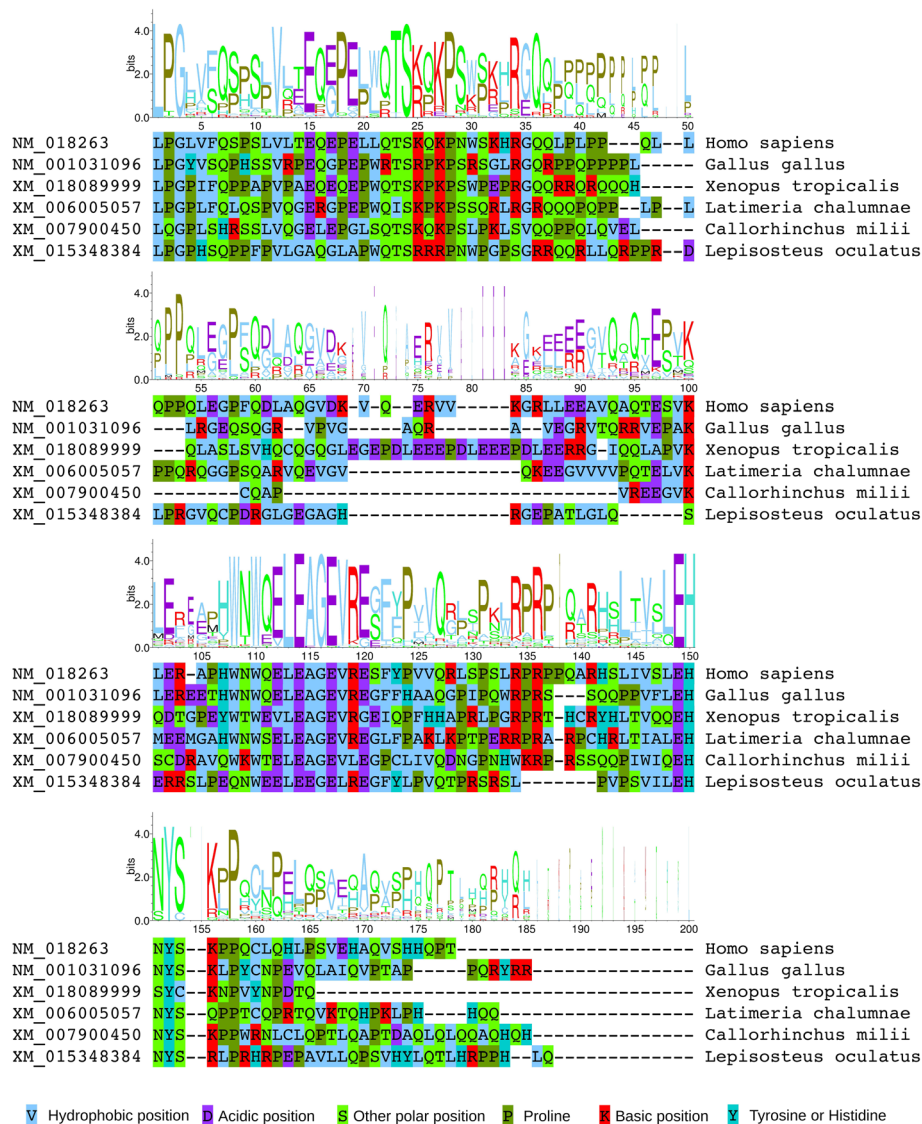 4.0
2.0
0.0
bits
5 10 15 20 25 30 35 40 45 50
NM_018263 LPGLVFQSPSLVLTEQEPELLQTSKQKPNWSKHRGQQLPLPP---QL--L Homo sapiens
NM_001031096 LPGYVSQPHSSVRPEQGPEPWRTSRQKPSRSGLRGQRPPQPPPPL----- Gallus gallus
XM_018089999 LPGPIFQPPAPVPAEQEQEPWQTSKPKPSWPEPRGQQRRQRQQQH----- Xenopus tropicalis
XM_006005057 LPGPLFQLQSPVQGERGPEPWQISKPKPSSQRLRGQQQPQPP--LP--L Latimeria chalumnae
XM_007900450 LQGPLSHRSSLVQGELEPGLSQTSKQKPSLPKLSVQQPPQLQVEL----- Callorhinchus milii
XM_015348384 LPGPHSQPPFPVLGAQGLAPWQTSRRRPNWPGPSGRRQQRLLQRPPR--D Lepisosteus oculatus
4.0
2.0
0.0
bits
55 60 65 70 75 80 85 90 95 100
NM_018263 QPPQLEGPFQDLAQGVDK-V-Q--ERVV-----KGRLLEEAVQAQTESVK Homo sapiens
NM_001031096 ---LRGEQSQGR--VPVG-----AQR-------A--VEGRVTQRRVEPAK Gallus gallus
XM_018089999 ---QLASLSVHQCQGQGLEGEPDLEEEPDLEEEPDLEERRG-IQQLAPVK Xenopus tropicalis
XM_006005057 PPQRQGGPSQARVQEVGV----------------QKEEGVVVVPQTELVK Latimeria chalumnae
XM_007900450 --------CQAP-------------------------------VREEGVK Callorhinchus milii
XM_015348384 LPRGVQCPDRGLGEGAGH---------------RGEPATLGLQ------S Lepisosteus oculatus
4.0
2.0
0.0
bits
105 110 115 120 125 130 135 140 145 150
NM_018263 LER-APHWNWQELEAGEVRESFYPVVQRLSPSLRPRPPQARHSLIVSLEH Homo sapiens
NM_001031096 LEREETHWNWQELEAGEVREGFFHAAQGPIPQWRPRS---SQQPPVFLEH Gallus gallus
XM_018089999 QDTGPEYWTWEVLEAGEVRGEIQPFHHAPRLPGRPRT-HCRYHLTVQQEH Xenopus tropicalis
XM_006005057 MEEMGAHWNWSELEAGEVREGLFPAKLKPTPERRPRA-RPCHRLTIALEH Latimeria chalumnae
XM_007900450 SCDRAVQWKWTELEAGEVLEGPCLIVQDNGPNHWKRP-RSSQQPIWIQEH Callorhinchus milii
XM_015348384 ERRSLPEQNWEELEEGELREGFYLPVQTPRSRSL-------PVPSVILEH Lepisosteus oculatus
4.0
2.0
0.0
bits
155 160 165 170 175 180 185 190 195 200
NM_018263 NYS--KPPQCLQHLPSVEHAQVSHHQPT---------------------- Homo sapiens
NM_001031096 NYS--KLPYCNPEVQLAIQVPTAP-----PQRYRR--------------- Gallus gallus
XM_018089999 SYC--KNPVYNPDTQ----------------------------------- Xenopus tropicalis
XM_006005057 NYS--QPPTCQPRTQVKTQHPKLPH----HQQ------------------ Latimeria chalumnae
XM_007900450 NYS--KPPWRNLCLQPTLQAPTDAQLQLQQAQHQH--------------- Callorhinchus milii
XM_015348384 NYS--RLPRHRPEPAVLLQPSVHYLQTLHRPPH--LQ------------- Lepisosteus oculatus
V Hydrophobic position D Acidic position S Other polar position P Proline K Basic position Y Tyrosine or Histidine